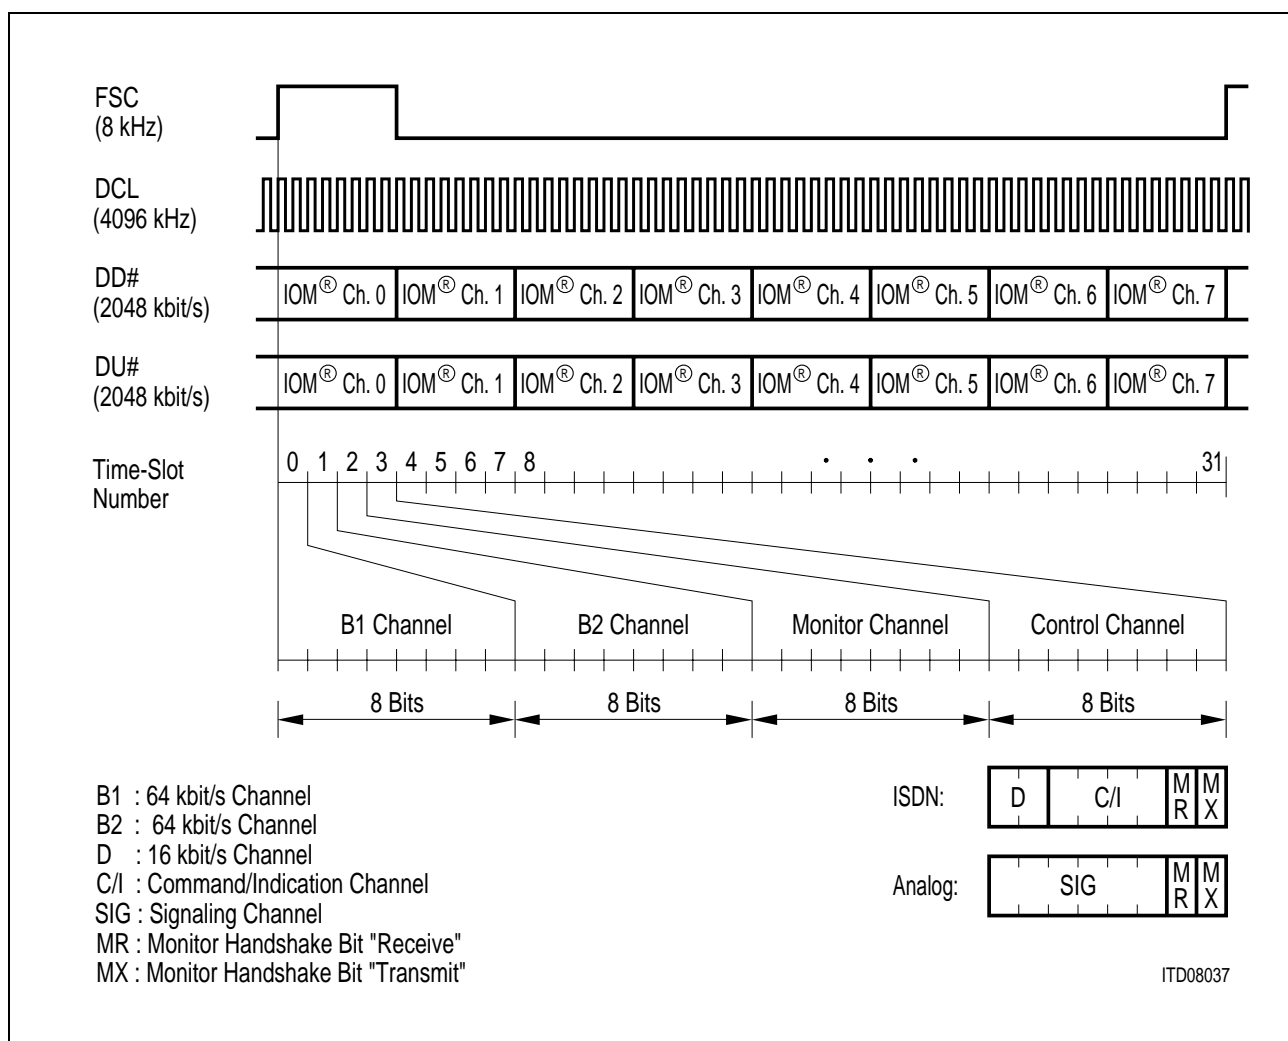 FSC
(8 kHz)
DCL
(4096 kHz)
DD#
(2048 kbit/s)
IOM® Ch. 0 IOM® Ch. 1 IOM® Ch. 2 IOM® Ch. 3 IOM® Ch. 4 IOM® Ch. 5 IOM® Ch. 6 IOM® Ch. 7
DU#
(2048 kbit/s)
IOM® Ch. 0 IOM® Ch. 1 IOM® Ch. 2 IOM® Ch. 3 IOM® Ch. 4 IOM® Ch. 5 IOM® Ch. 6 IOM® Ch. 7
Time-Slot
Number
0 1 2 3 4 5 6 7 8 . . . 31
B1 Channel B2 Channel Monitor Channel Control Channel
8 Bits 8 Bits 8 Bits 8 Bits
B1 : 64 kbit/s Channel
B2 : 64 kbit/s Channel
D : 16 kbit/s Channel
C/I : Command/Indication Channel
SIG : Signaling Channel
MR : Monitor Handshake Bit "Receive"
MX : Monitor Handshake Bit "Transmit"
ISDN: D C/I MR MX
Analog: SIG MR MX
ITD08037